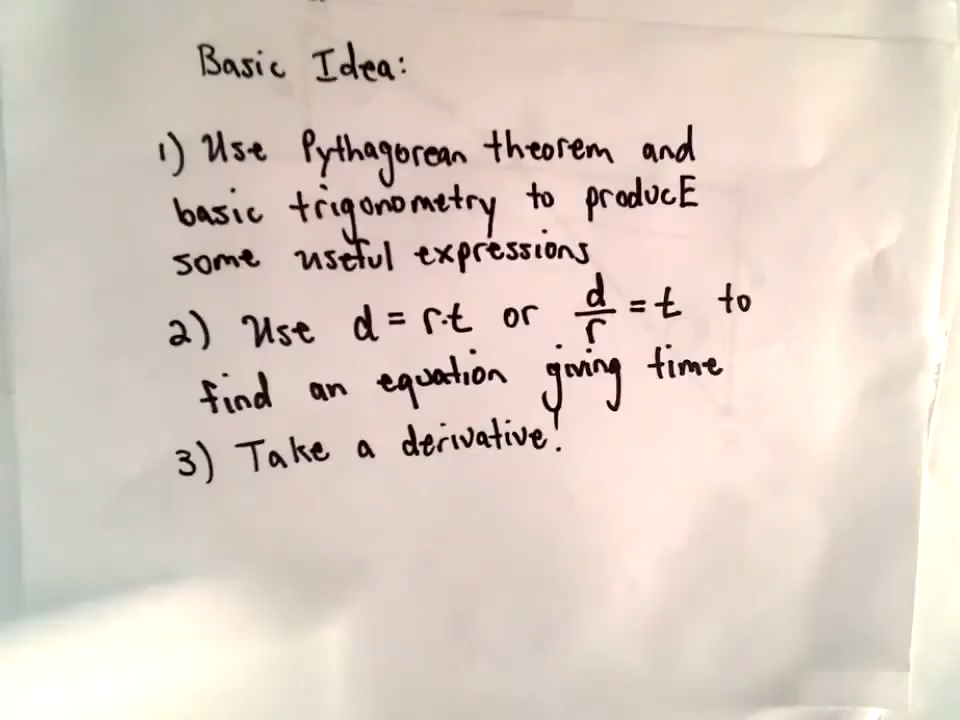 Basic Idea:
1) Use Pythagorean theorem and
basic trigonometry to producE
some useful expressions
2) Use d = r·t or d/r = t to
find an equation giving time
3) Take a derivative!